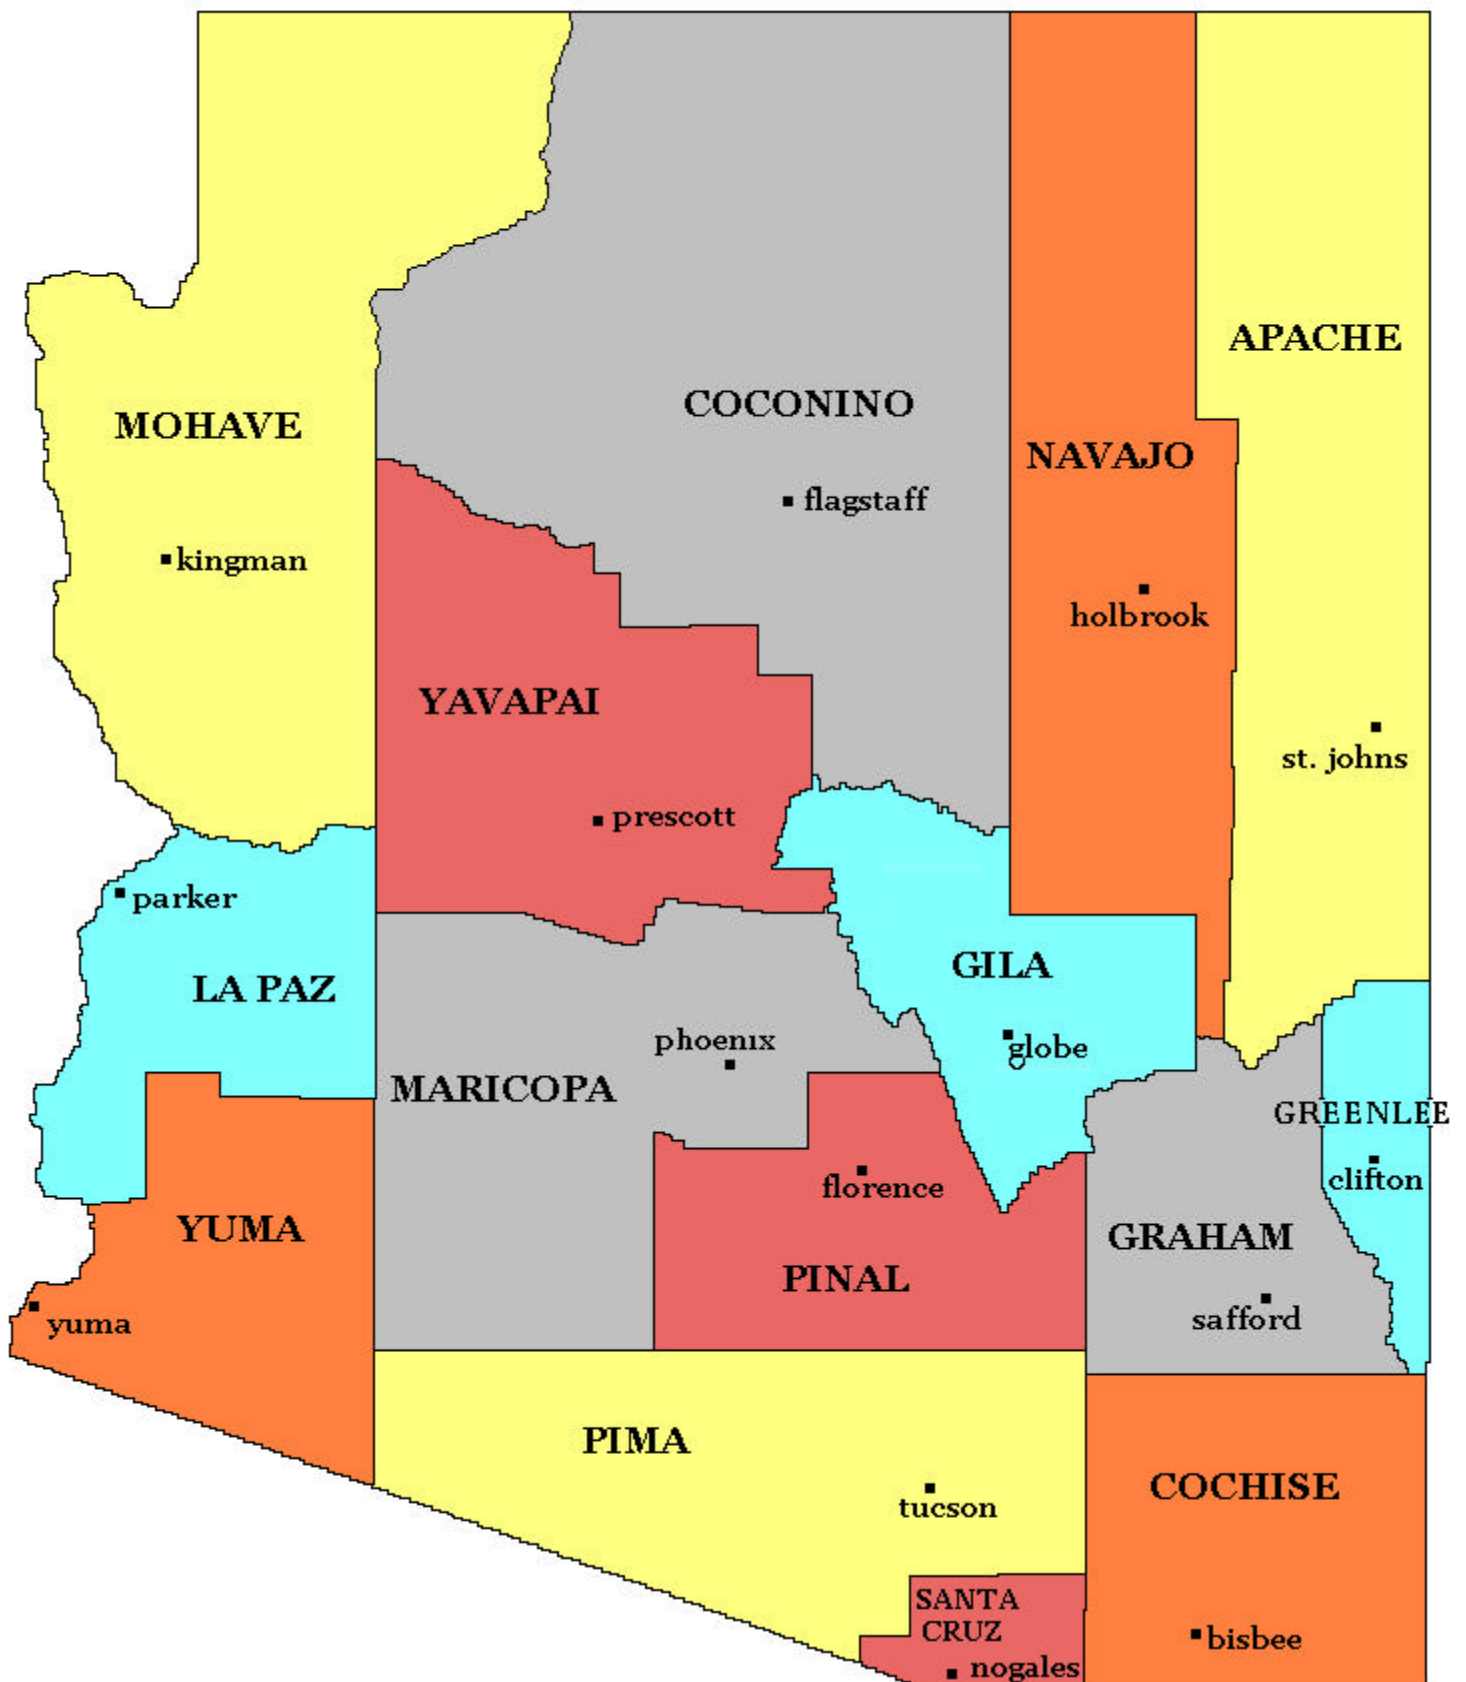 APACHE
COCONINO
MOHAVE
NAVAJO
flagstaff
kingman
holbrook
YAVAPAI
st. johns
prescott
parker
GILA
LA PAZ
phoenix
globe
MARICOPA
GREENLEE
clifton
florence
YUMA
GRAHAM
PINAL
safford
yuma
PIMA
COCHISE
tucson
SANTA
CRUZ
bisbee
nogales